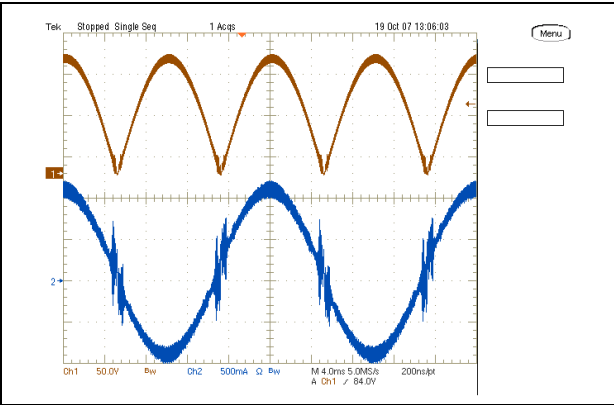 Tek Stopped Single Seq 1 Acqs 19 Oct 07 13:06:03
Menu
1
2
Ch1 50.0V Bw Ch2 500mA Ω Bw M 4.0ms 5.0MS/s 200ns/pt
A Ch1 / 84.0V